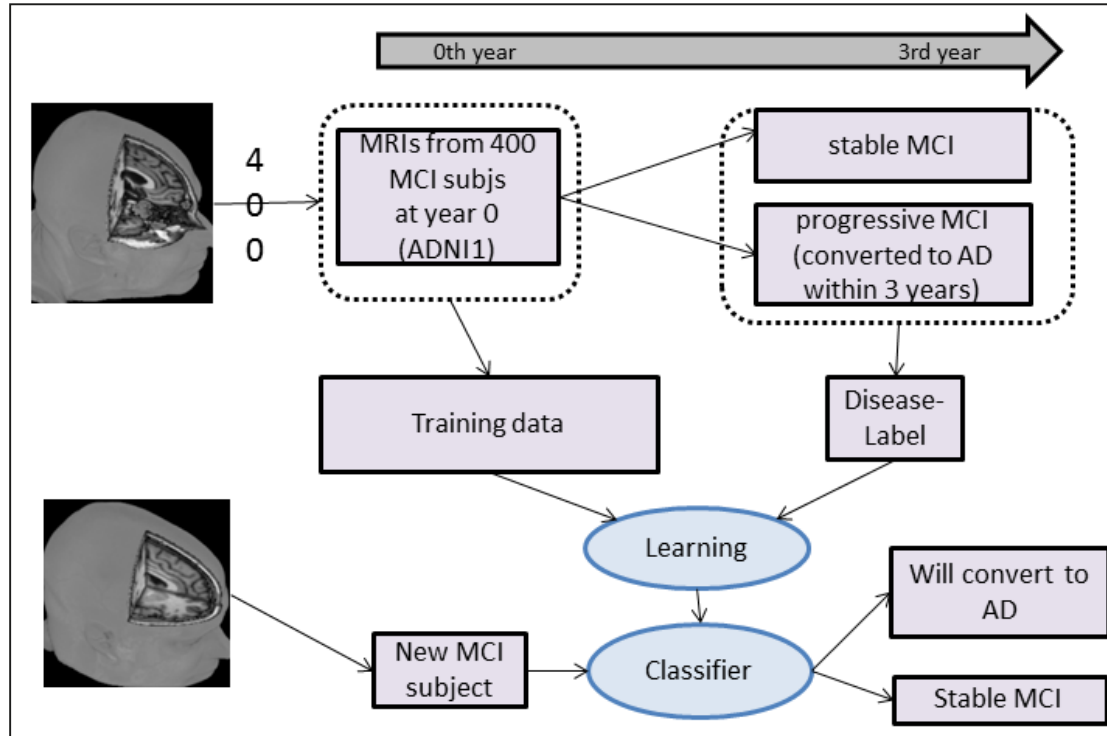 0th year
3rd year
4
0
0
MRIs from 400
MCI subjs
at year 0
(ADNI1)
stable MCI
progressive MCI
(converted to AD
within 3 years)
Training data
Disease-
Label
Learning
Will convert to
AD
New MCI
subject
Classifier
Stable MCI